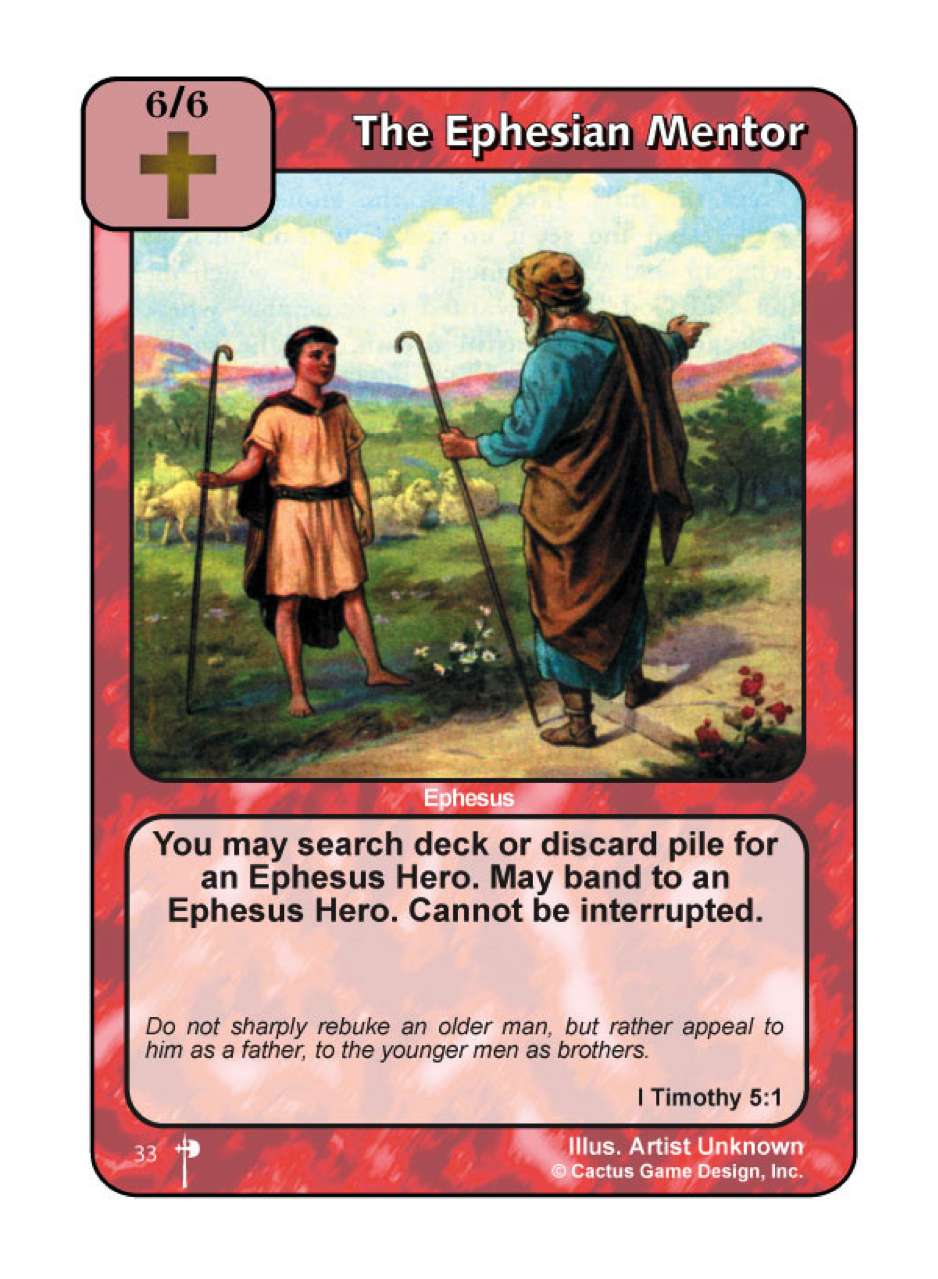 6/6
The Ephesian Mentor
Ephesus
You may search deck or discard pile for
an Ephesus Hero. May band to an
Ephesus Hero. Cannot be interrupted.
Do not sharply rebuke an older man, but rather appeal to
him as a father, to the younger men as brothers.
I Timothy 5:1
33
Illus. Artist Unknown
© Cactus Game Design, Inc.